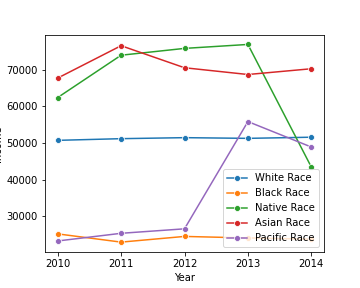 70000
60000
50000
40000
30000
2010
2011
2012
2013
2014
Year
White Race
Black Race
Native Race
Asian Race
Pacific Race